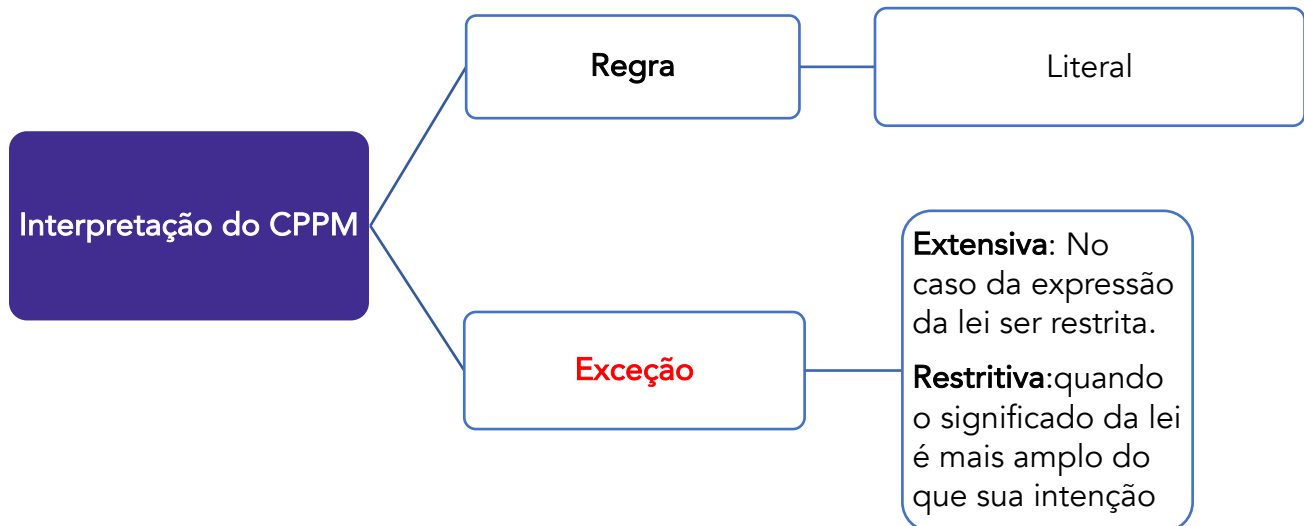 Regra
Literal
Interpretação do CPPM
Exceção
Extensiva: No
caso da expressão
da lei ser restrita.
Restritiva:quando
o significado da lei
é mais amplo do
que sua intenção